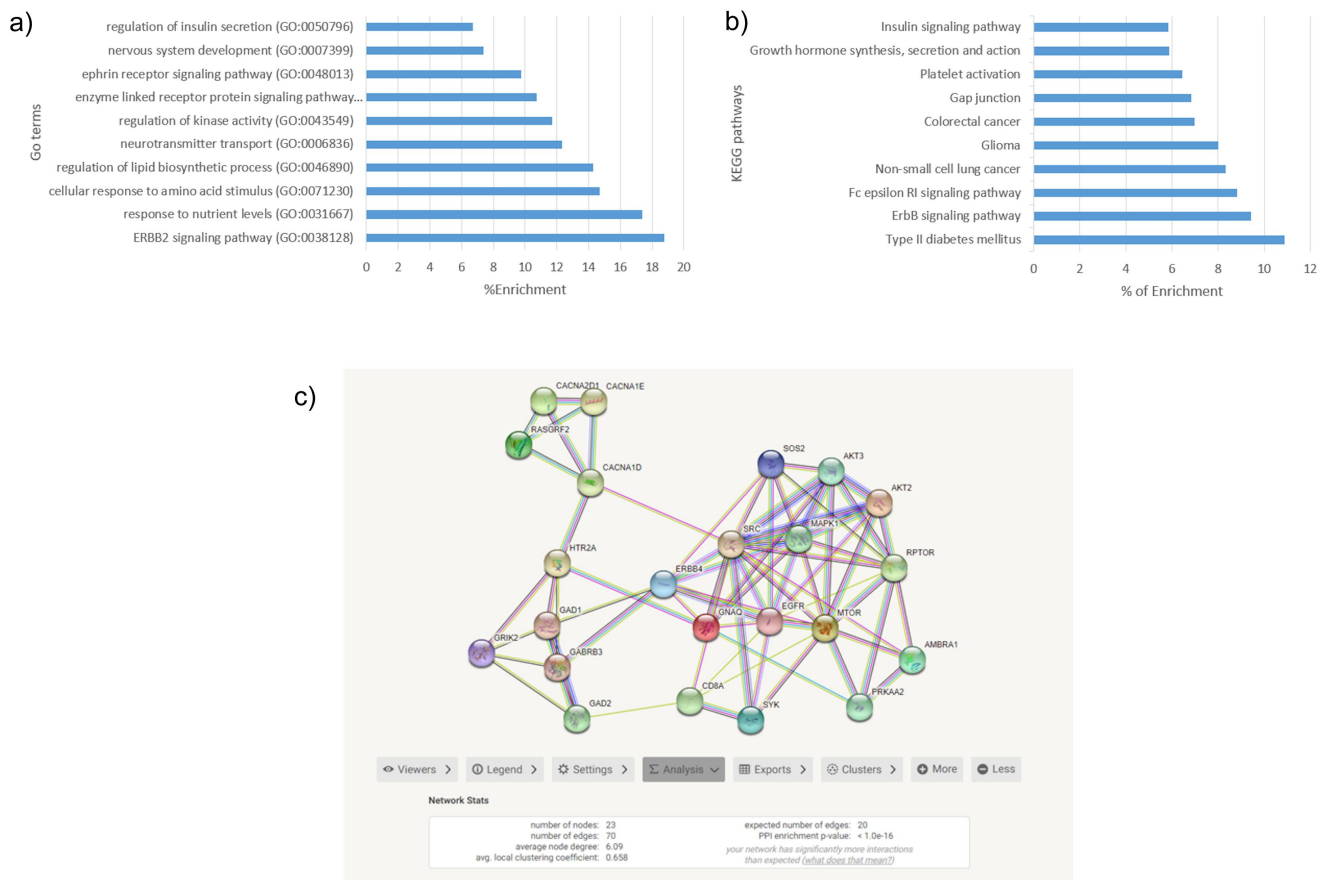 a)
regulation of insulin secretion (GO:0050796)
nervous system development (GO:0007399)
ephrin receptor signaling pathway (GO:0048013)
enzyme linked receptor protein signaling pathway...
regulation of kinase activity (GO:0043549)
neurotransmitter transport (GO:0006836)
regulation of lipid biosynthetic process (GO:0046890)
cellular response to amino acid stimulus (GO:0071230)
response to nutrient levels (GO:0031667)
ERBB2 signaling pathway (GO:0038128)
Go terms
0 2 4 6 8 10 12 14 16 18 20
%Enrichment
b)
Insulin signaling pathway
Growth hormone synthesis, secretion and action
Platelet activation
Gap junction
Colorectal cancer
Glioma
Non-small cell lung cancer
Fc epsilon RI signaling pathway
ErbB signaling pathway
Type II diabetes mellitus
KEGG pathways
0 2 4 6 8 10 12
% of Enrichment
c)
CACNA2D1
CACNA1E
RASGRF2
CACNA1D
SOS2
AKT3
AKT2
SRC
MAPK1
HTR2A
RPTOR
ERBB4
GAD1
GNAQ
EGFR
MTOR
GRIK2
GABRB3
AMBRA1
CD8A
PRKAA2
GAD2
SYK
Viewers
Legend
Settings
Analysis
Exports
Clusters
More
Less
Network Stats
number of nodes: 23
number of edges: 70
average node degree: 6.09
avg. local clustering coefficient: 0.658
expected number of edges: 20
PPI enrichment p-value: < 1.0e-16
your network has significantly more interactions
than expected (what does that mean?)